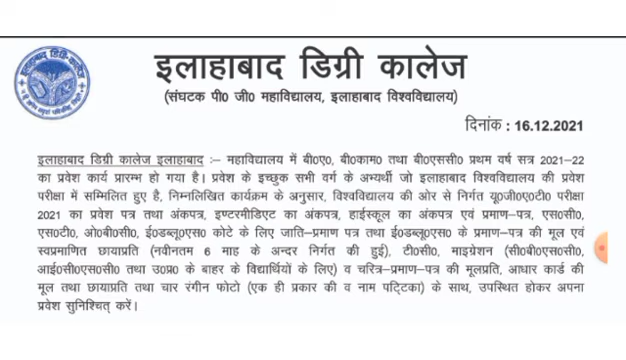 इलाहाबाद डिग्री कालेज
(संघटक पी0 जी0 महाविद्यालय, इलाहाबाद विश्वविद्यालय)
दिनांक : 16.12.2021
इलाहाबाद डिग्री कालेज इलाहाबाद :– महाविद्यालय में बी0ए0, बी0काम0 तथा बी0एससी0 प्रथम वर्ष सत्र 2021–22
का प्रवेश कार्य प्रारम्भ हो गया है। प्रवेश के इच्छुक सभी वर्ग के अभ्यर्थी जो इलाहाबाद विश्वविद्यालय की प्रवेश
परीक्षा में सम्मिलित हुए है, निम्नलिखित कार्यक्रम के अनुसार, विश्वविद्यालय की ओर से निर्गत यू0जी0ए0टी0 परीक्षा
2021 का प्रवेश पत्र तथा अंकपत्र, इण्टरमीडिएट का अंकपत्र, हाईस्कूल का अंकपत्र एवं प्रमाण–पत्र, एस0सी0,
एस0टी0, ओ0बी0सी0, ई0डब्लू0एस0 कोटे के लिए जाति–प्रमाण पत्र तथा ई0डब्लू0एस0 के प्रमाण–पत्र की मूल एवं
स्वप्रमाणित छायाप्रति (नवीनतम 6 माह के अन्दर निर्गत की हुई), टी0सी0, माइग्रेशन (सी0बी0एस0सी0,
आई0सी0एस0सी0 तथा उ0प्र0 के बाहर के विद्यार्थियों के लिए) व चरित्र–प्रमाण–पत्र की मूलप्रति, आधार कार्ड की
मूल तथा छायाप्रति तथा चार रंगीन फोटो (एक ही प्रकार की व नाम पट्टिका) के साथ, उपस्थित होकर अपना
प्रवेश सुनिश्चित् करें।